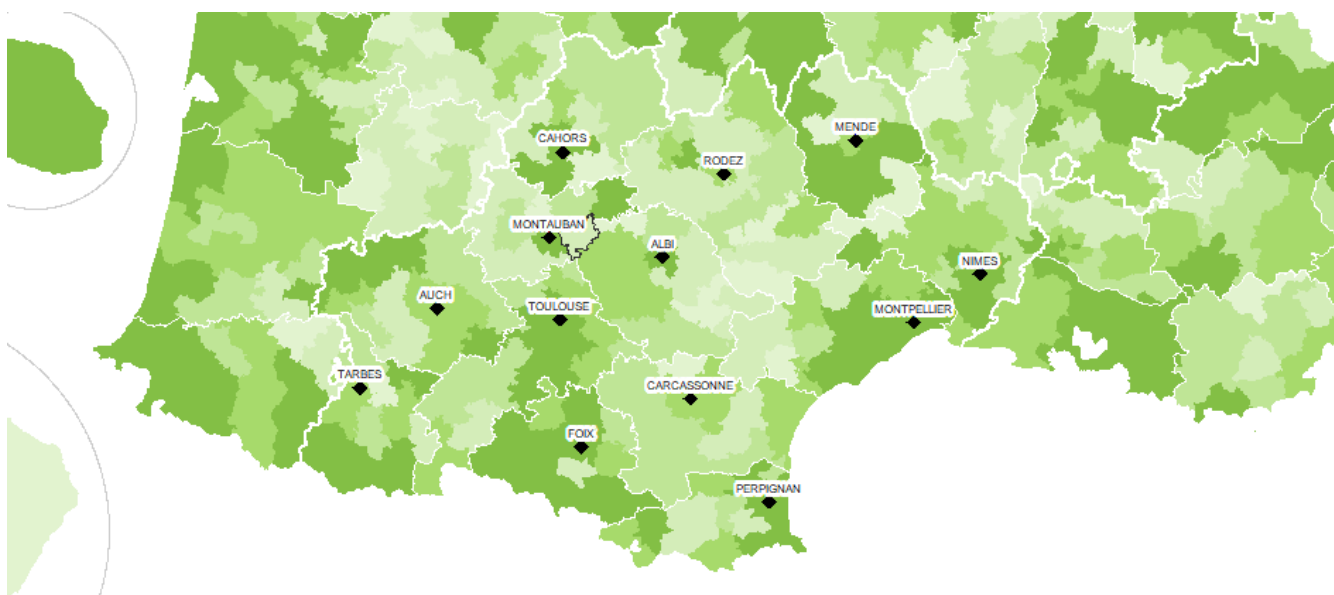 MENDE
CAHORS
RODEZ
MONTAUBAN
ALBI
NIMES
AUCH
TOULOUSE
MONTPELLIER
TARBES
CARCASSONNE
FOIX
PERPIGNAN